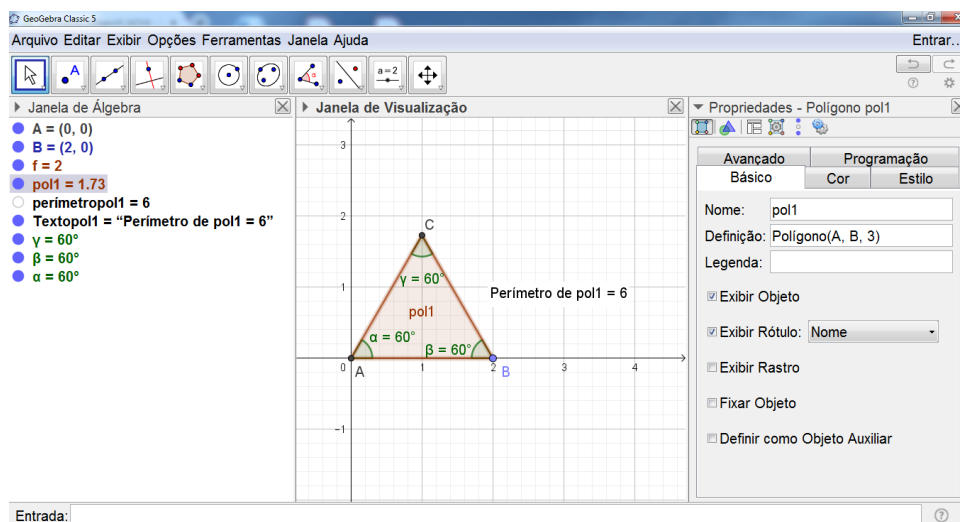 GeoGebra Classic 5
Arquivo Editar Exibir Opções Ferramentas Janela Ajuda
Entrar...
A
α
a=2
Janela de Álgebra
A = (0, 0)
B = (2, 0)
f = 2
pol1 = 1.73
perímetropol1 = 6
Textopol1 = “Perímetro de pol1 = 6”
γ = 60°
β = 60°
α = 60°
Janela de Visualização
3
2
1
0
1
2
3
4
−1
C
γ = 60°
Perímetro de pol1 = 6
pol1
α = 60°
β = 60°
A
B
Propriedades - Polígono pol1
Avançado
Programação
Básico
Cor
Estilo
Nome: pol1
Definição: Polígono(A, B, 3)
Legenda:
Exibir Objeto
Exibir Rótulo: Nome
Exibir Rastro
Fixar Objeto
Definir como Objeto Auxiliar
Entrada: